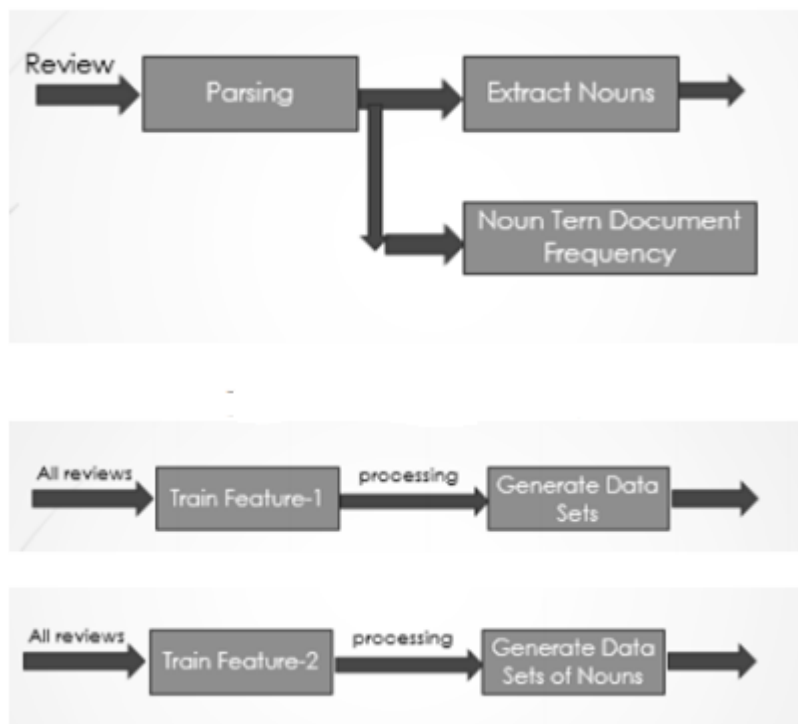 Review
Parsing
Extract Nouns
Noun Tern Document
Frequency
All reviews
Train Feature-1
processing
Generate Data
Sets
All reviews
Train Feature-2
processing
Generate Data
Sets of Nouns